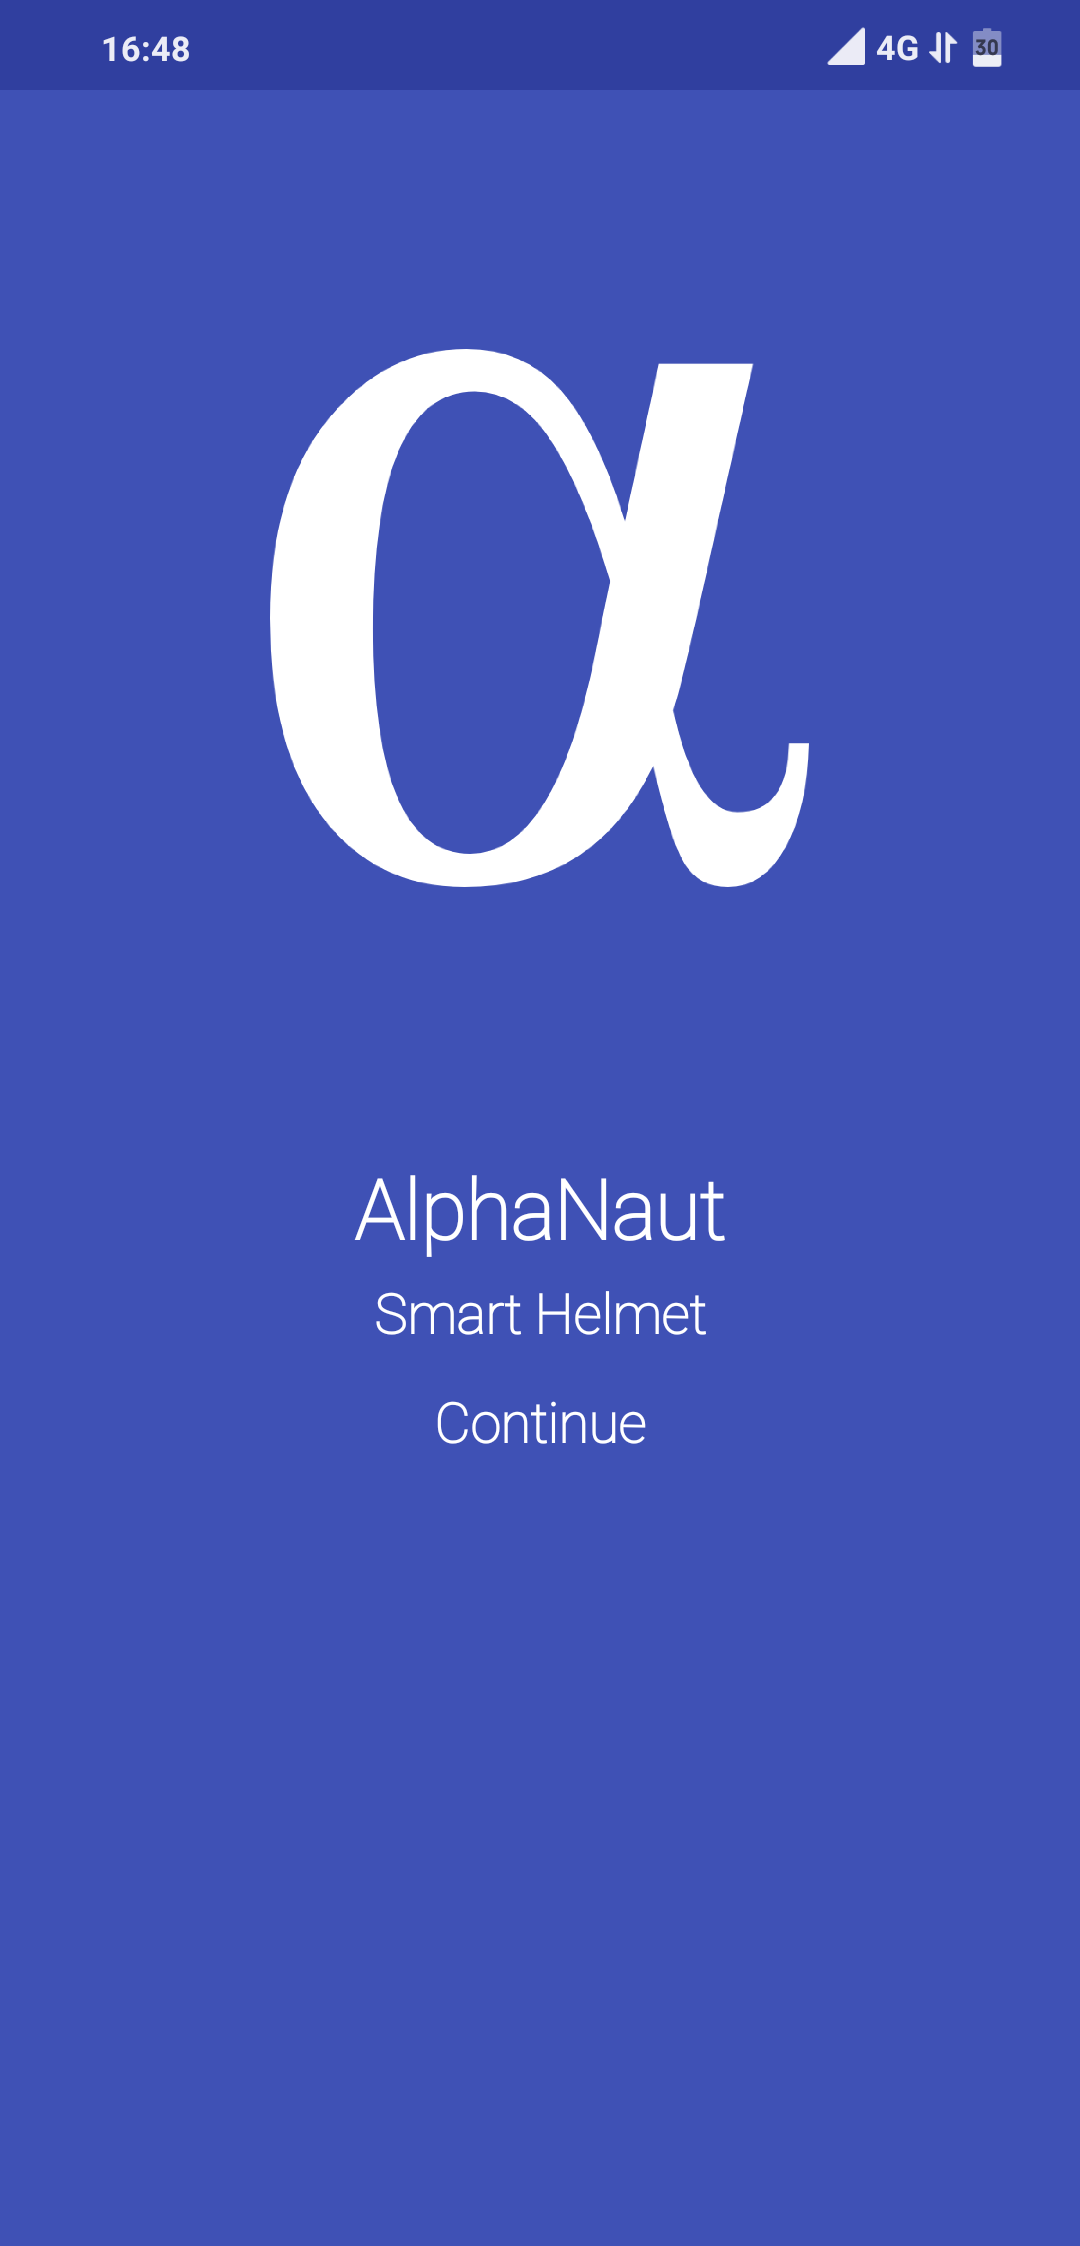 16:48 4G 30
α
AlphaNaut
Smart Helmet
Continue